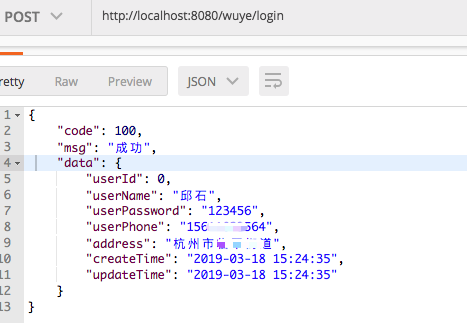 POST http://localhost:8080/wuye/login
retty Raw Preview JSON
1 {
2 "code": 100,
3 "msg": "成功",
4 "data": {
5 "userId": 0,
6 "userName": "邱石",
7 "userPassword": "123456",
8 "userPhone": "156 564",
9 "address": "杭州市 道",
10 "createTime": "2019-03-18 15:24:35",
11 "updateTime": "2019-03-18 15:24:35"
12 }
13 }